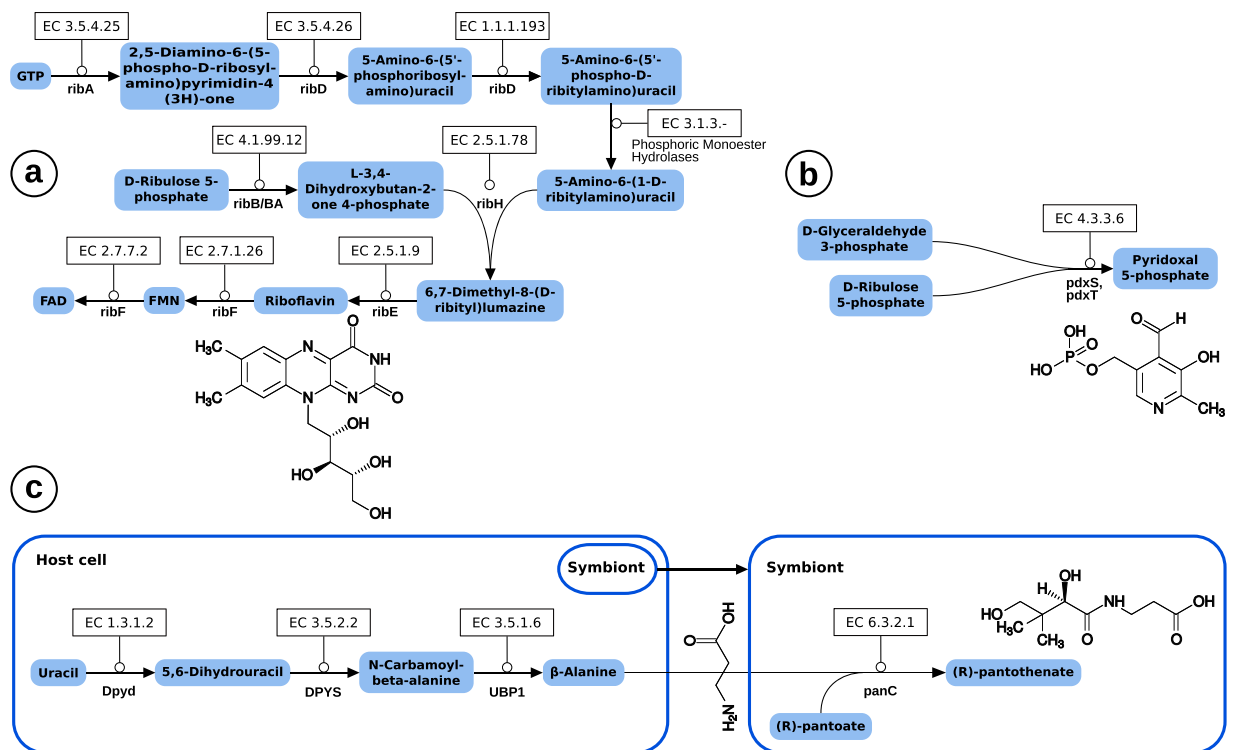 EC 3.5.4.25
EC 3.5.4.26
EC 1.1.1.193
GTP
ribA
2,5-Diamino-6-(5-
phospho-D-ribosyl-
amino)pyrimidin-4
(3H)-one
ribD
5-Amino-6-(5'-
phosphoribosyl-
amino)uracil
ribD
5-Amino-6-(5'-
phospho-D-
ribitylamino)uracil
EC 3.1.3.-
Phosphoric Monoester
Hydrolases
a
EC 4.1.99.12
EC 2.5.1.78
D-Ribulose 5-
phosphate
ribB/BA
L-3,4-
Dihydroxybutan-2-
one 4-phosphate
ribH
5-Amino-6-(1-D-
ribitylamino)uracil
EC 2.7.7.2
EC 2.7.1.26
EC 2.5.1.9
FAD
ribF
FMN
ribF
Riboflavin
ribE
6,7-Dimethyl-8-(D-
ribityl)lumazine
O
H₃C
N
NH
H₃C
N
N
O
OH
HO
OH
OH
b
EC 4.3.3.6
D-Glyceraldehyde
3-phosphate
D-Ribulose
5-phosphate
pdxS,
pdxT
Pyridoxal
5-phosphate
O
H
OH
P
O
HO
O
OH
N
CH₃
c
Host cell
Symbiont
EC 1.3.1.2
EC 3.5.2.2
EC 3.5.1.6
Uracil
Dpyd
5,6-Dihydrouracil
DPYS
N-Carbamoyl-
beta-alanine
UBP1
β-Alanine
OH
O
H₂N
Symbiont
EC 6.3.2.1
panC
(R)-pantoate
(R)-pantothenate
OH
H
HO
NH
OH
H₃C
CH₃
O
O